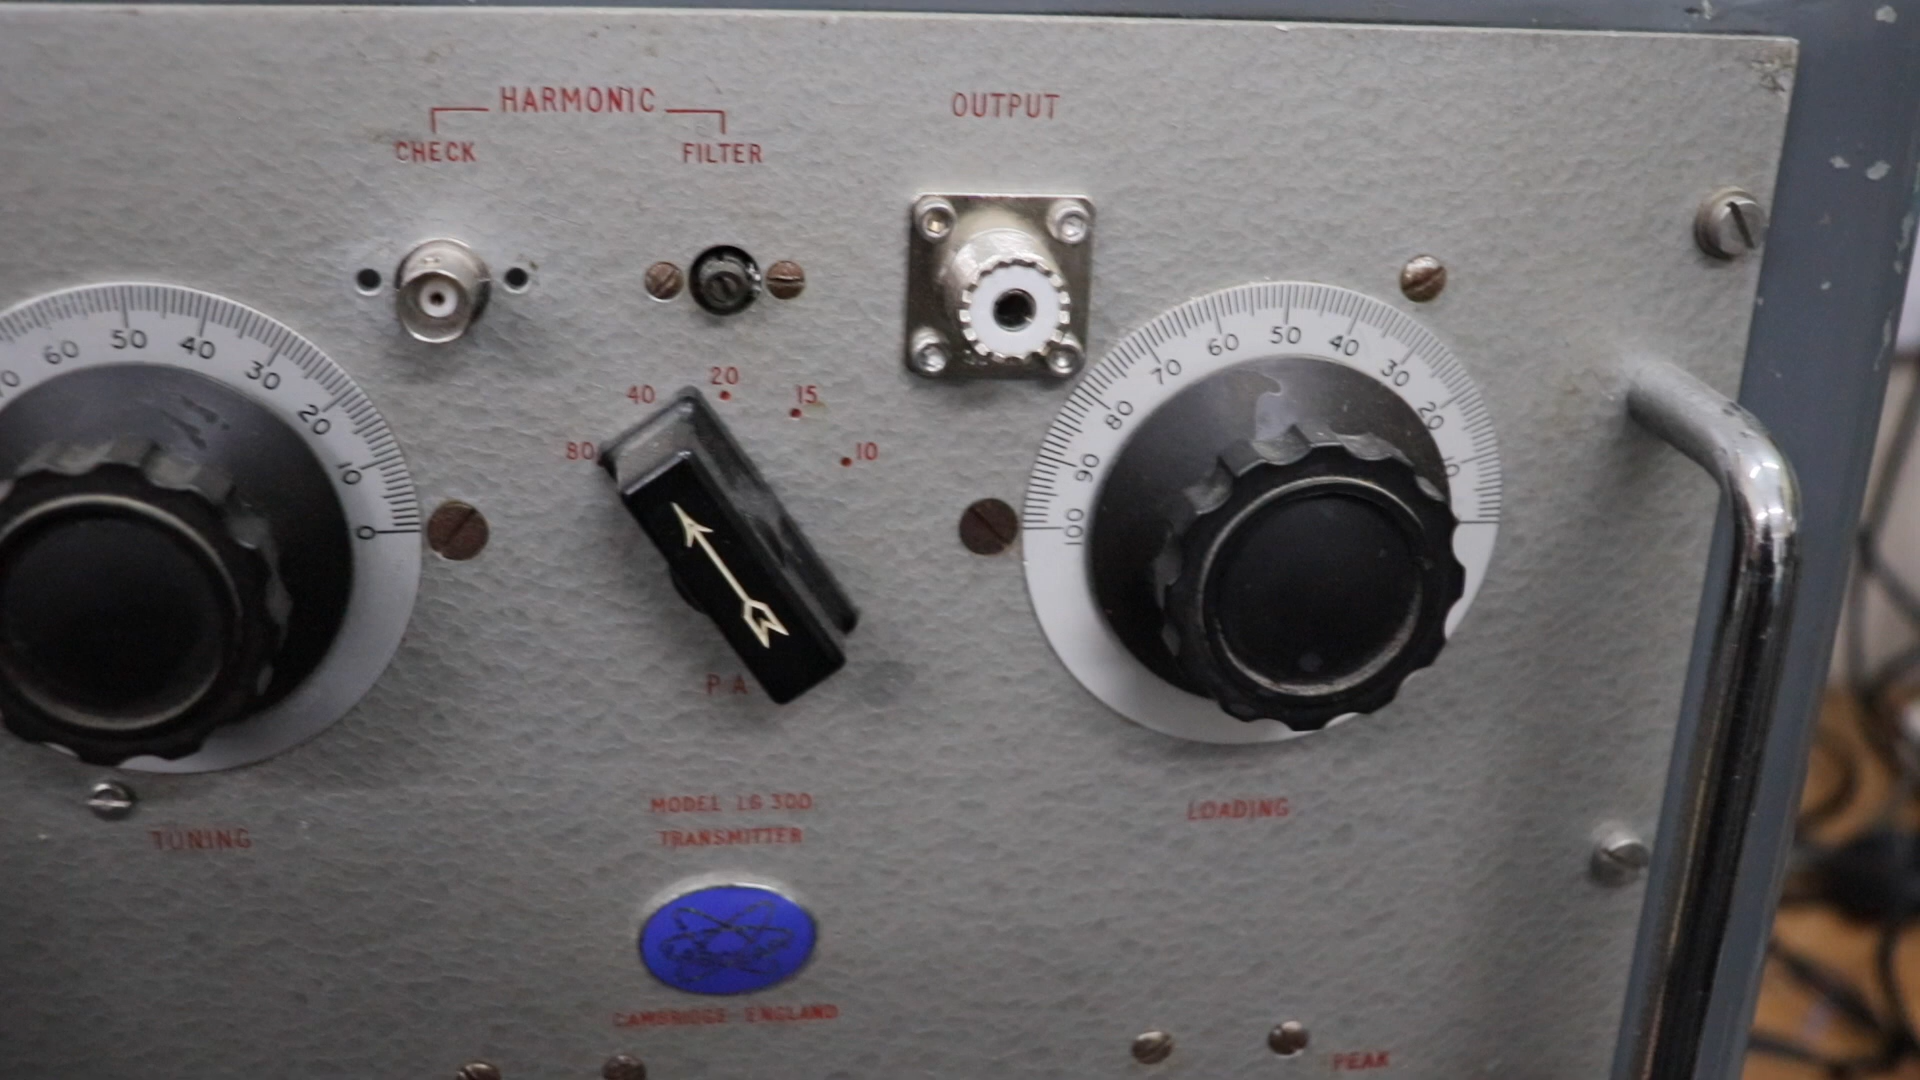 HARMONIC
CHECK
FILTER
OUTPUT
60 50 40 30 20 10 0
80 40 20 15 10
100 90 80 70 60 50 40 30 20 10
P A
TUNING
LOADING
MODEL LG 300
TRANSMITTER
CAMBRIDGE ENGLAND
PEAK